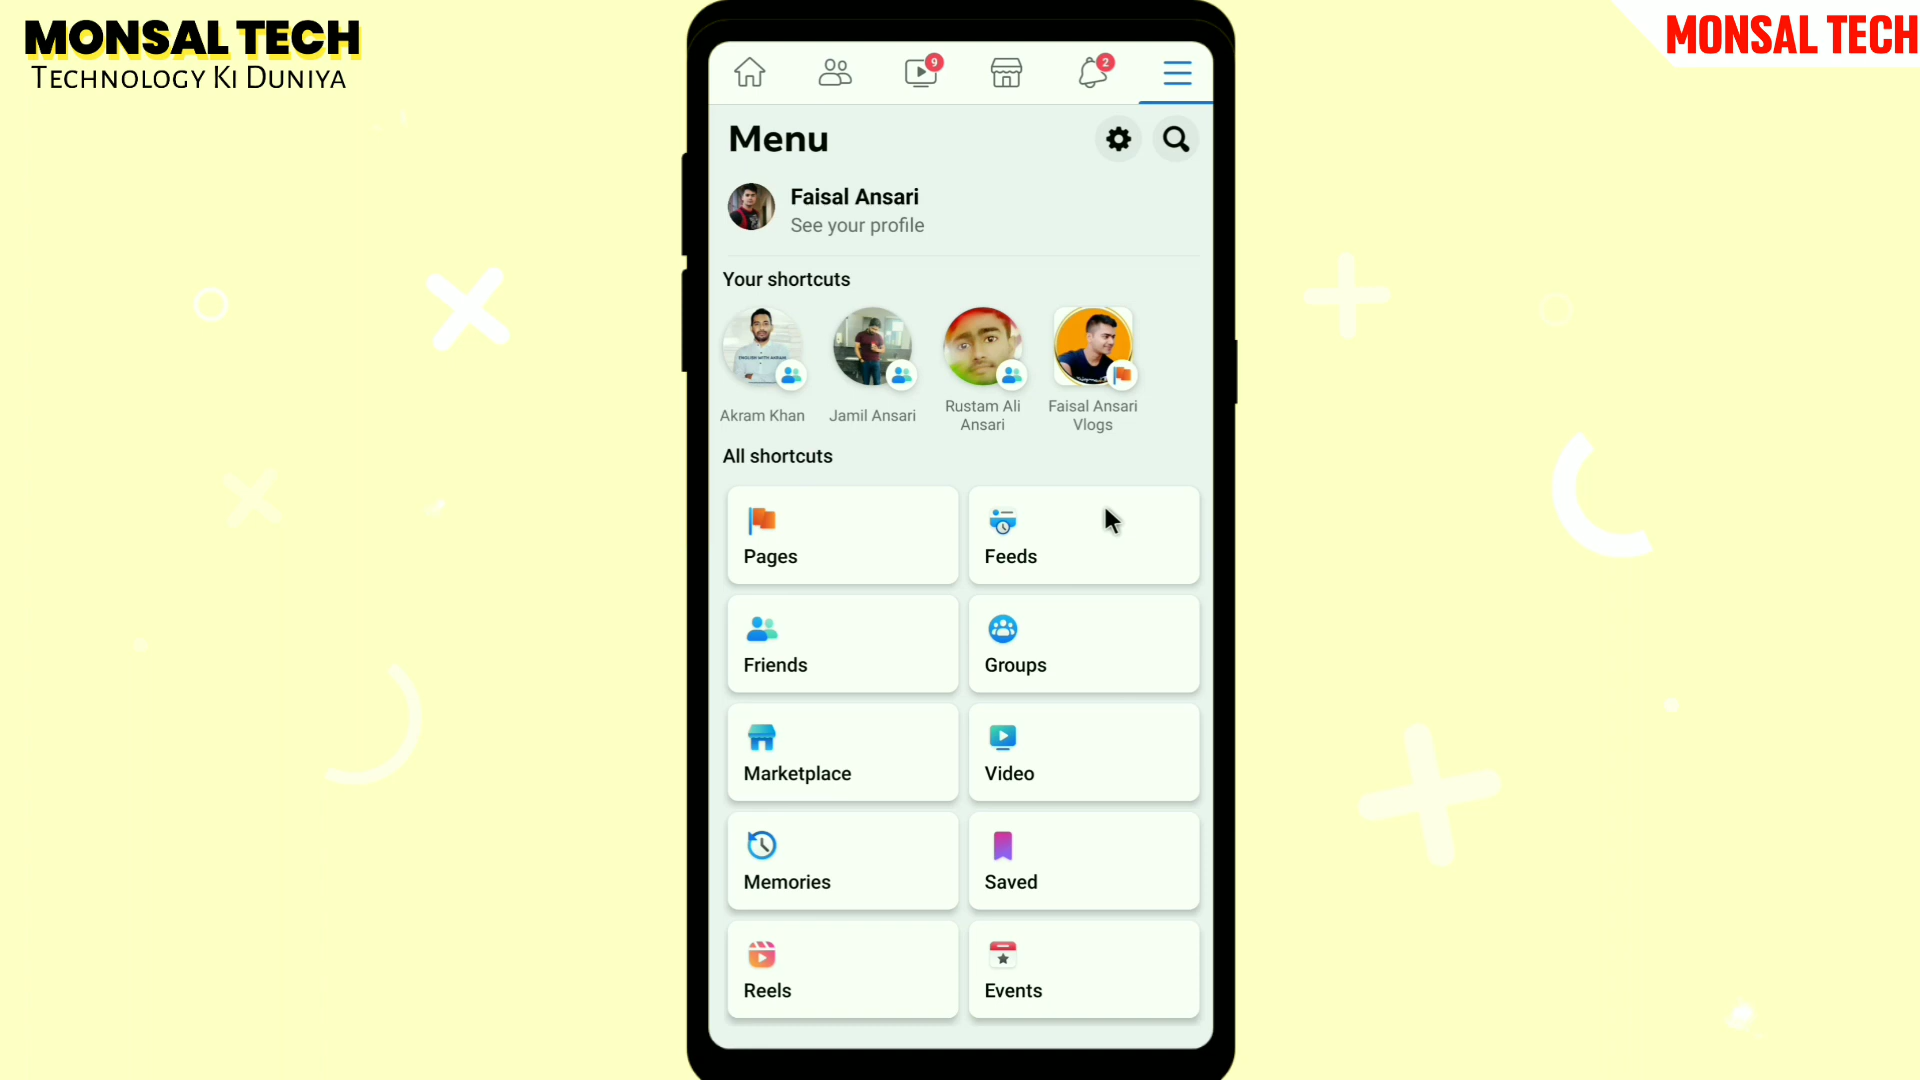 MONSAL TECH
TECHNOLOGY KI DUNIYA
MONSAL TECH
9
2
Menu
Faisal Ansari
See your profile
Your shortcuts
Akram Khan
Jamil Ansari
Rustam Ali
Ansari
Faisal Ansari
Vlogs
All shortcuts
Pages
Feeds
Friends
Groups
Marketplace
Video
Memories
Saved
Reels
Events